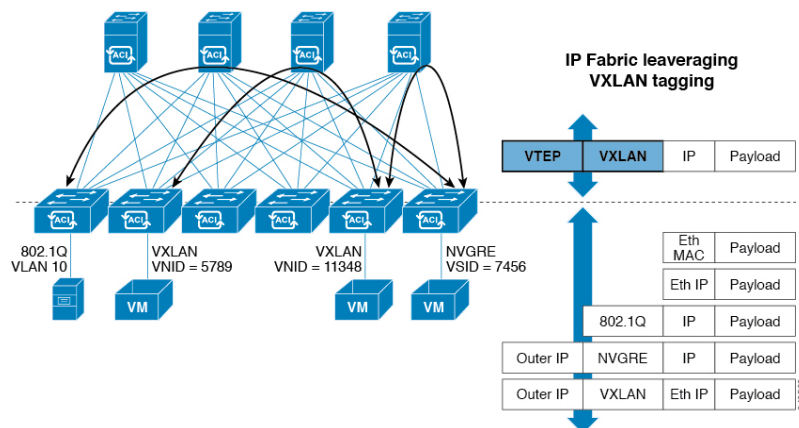 ACI
ACI
ACI
ACI
IP Fabric leveraging
VXLAN tagging
VTEP VXLAN IP Payload
ACI
ACI
ACI
ACI
ACI
ACI
802.1Q
VLAN 10
VXLAN
VNID = 5789
VXLAN
VNID = 11348
NVGRE
VSID = 7456
VM
VM
VM
Eth
MAC
Payload
Eth IP Payload
802.1Q IP Payload
Outer IP NVGRE IP Payload
Outer IP VXLAN Eth IP Payload